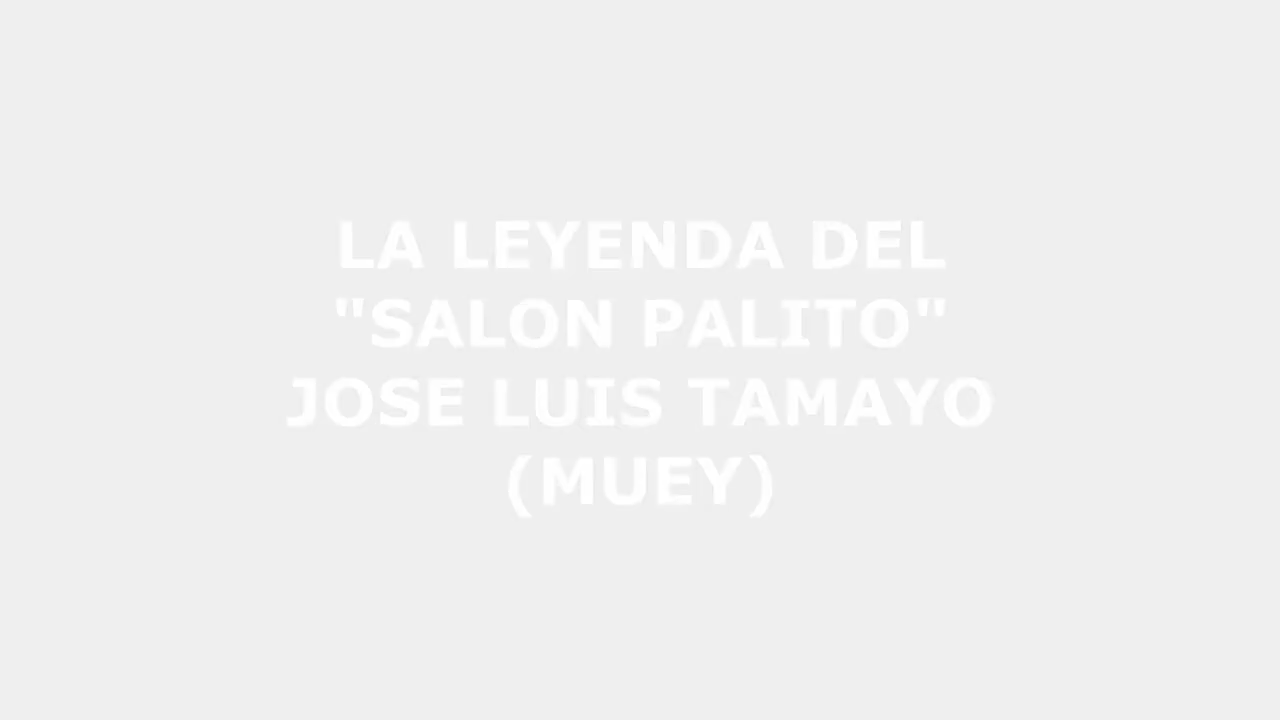 LA LEYENDA DEL
"SALON PALITO"
JOSE LUIS TAMAYO
(MUEY)